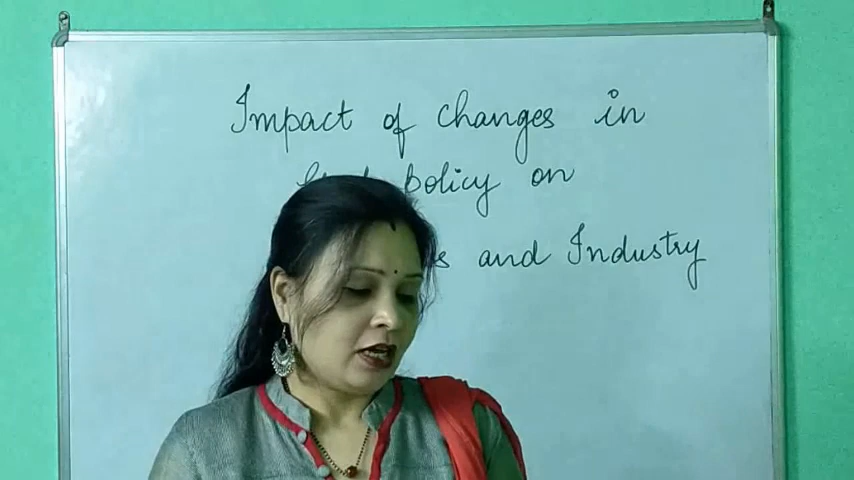 Impact of changes in
policy on
and Industry